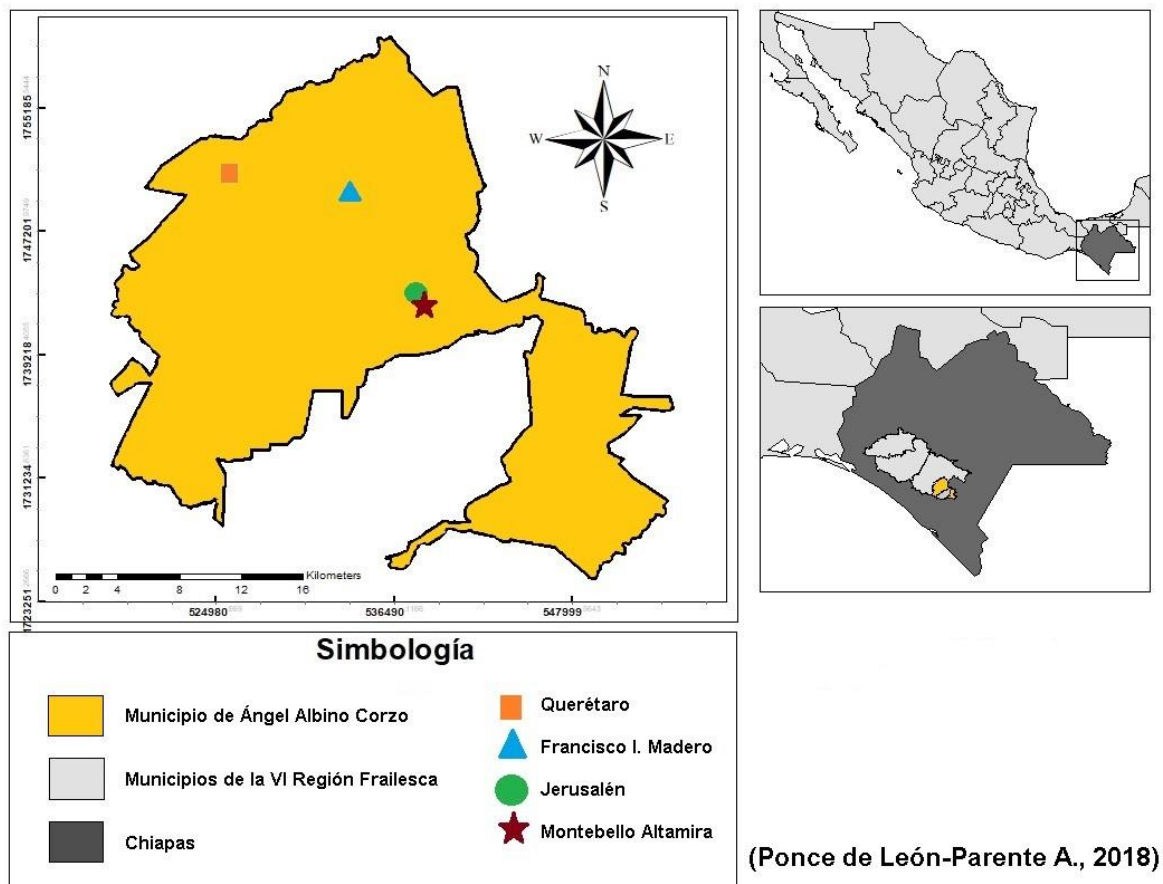 N
W
E
S
1755185
1747201
1739218
1731234
1723251
Kilometers
0 2 4 8 12 16
524980
536490
547999
Simbología
Municipio de Ángel Albino Corzo
Municipios de la VI Región Frailesca
Chiapas
Querétaro
Francisco I. Madero
Jerusalén
Montebello Altamira
(Ponce de León-Parente A., 2018)